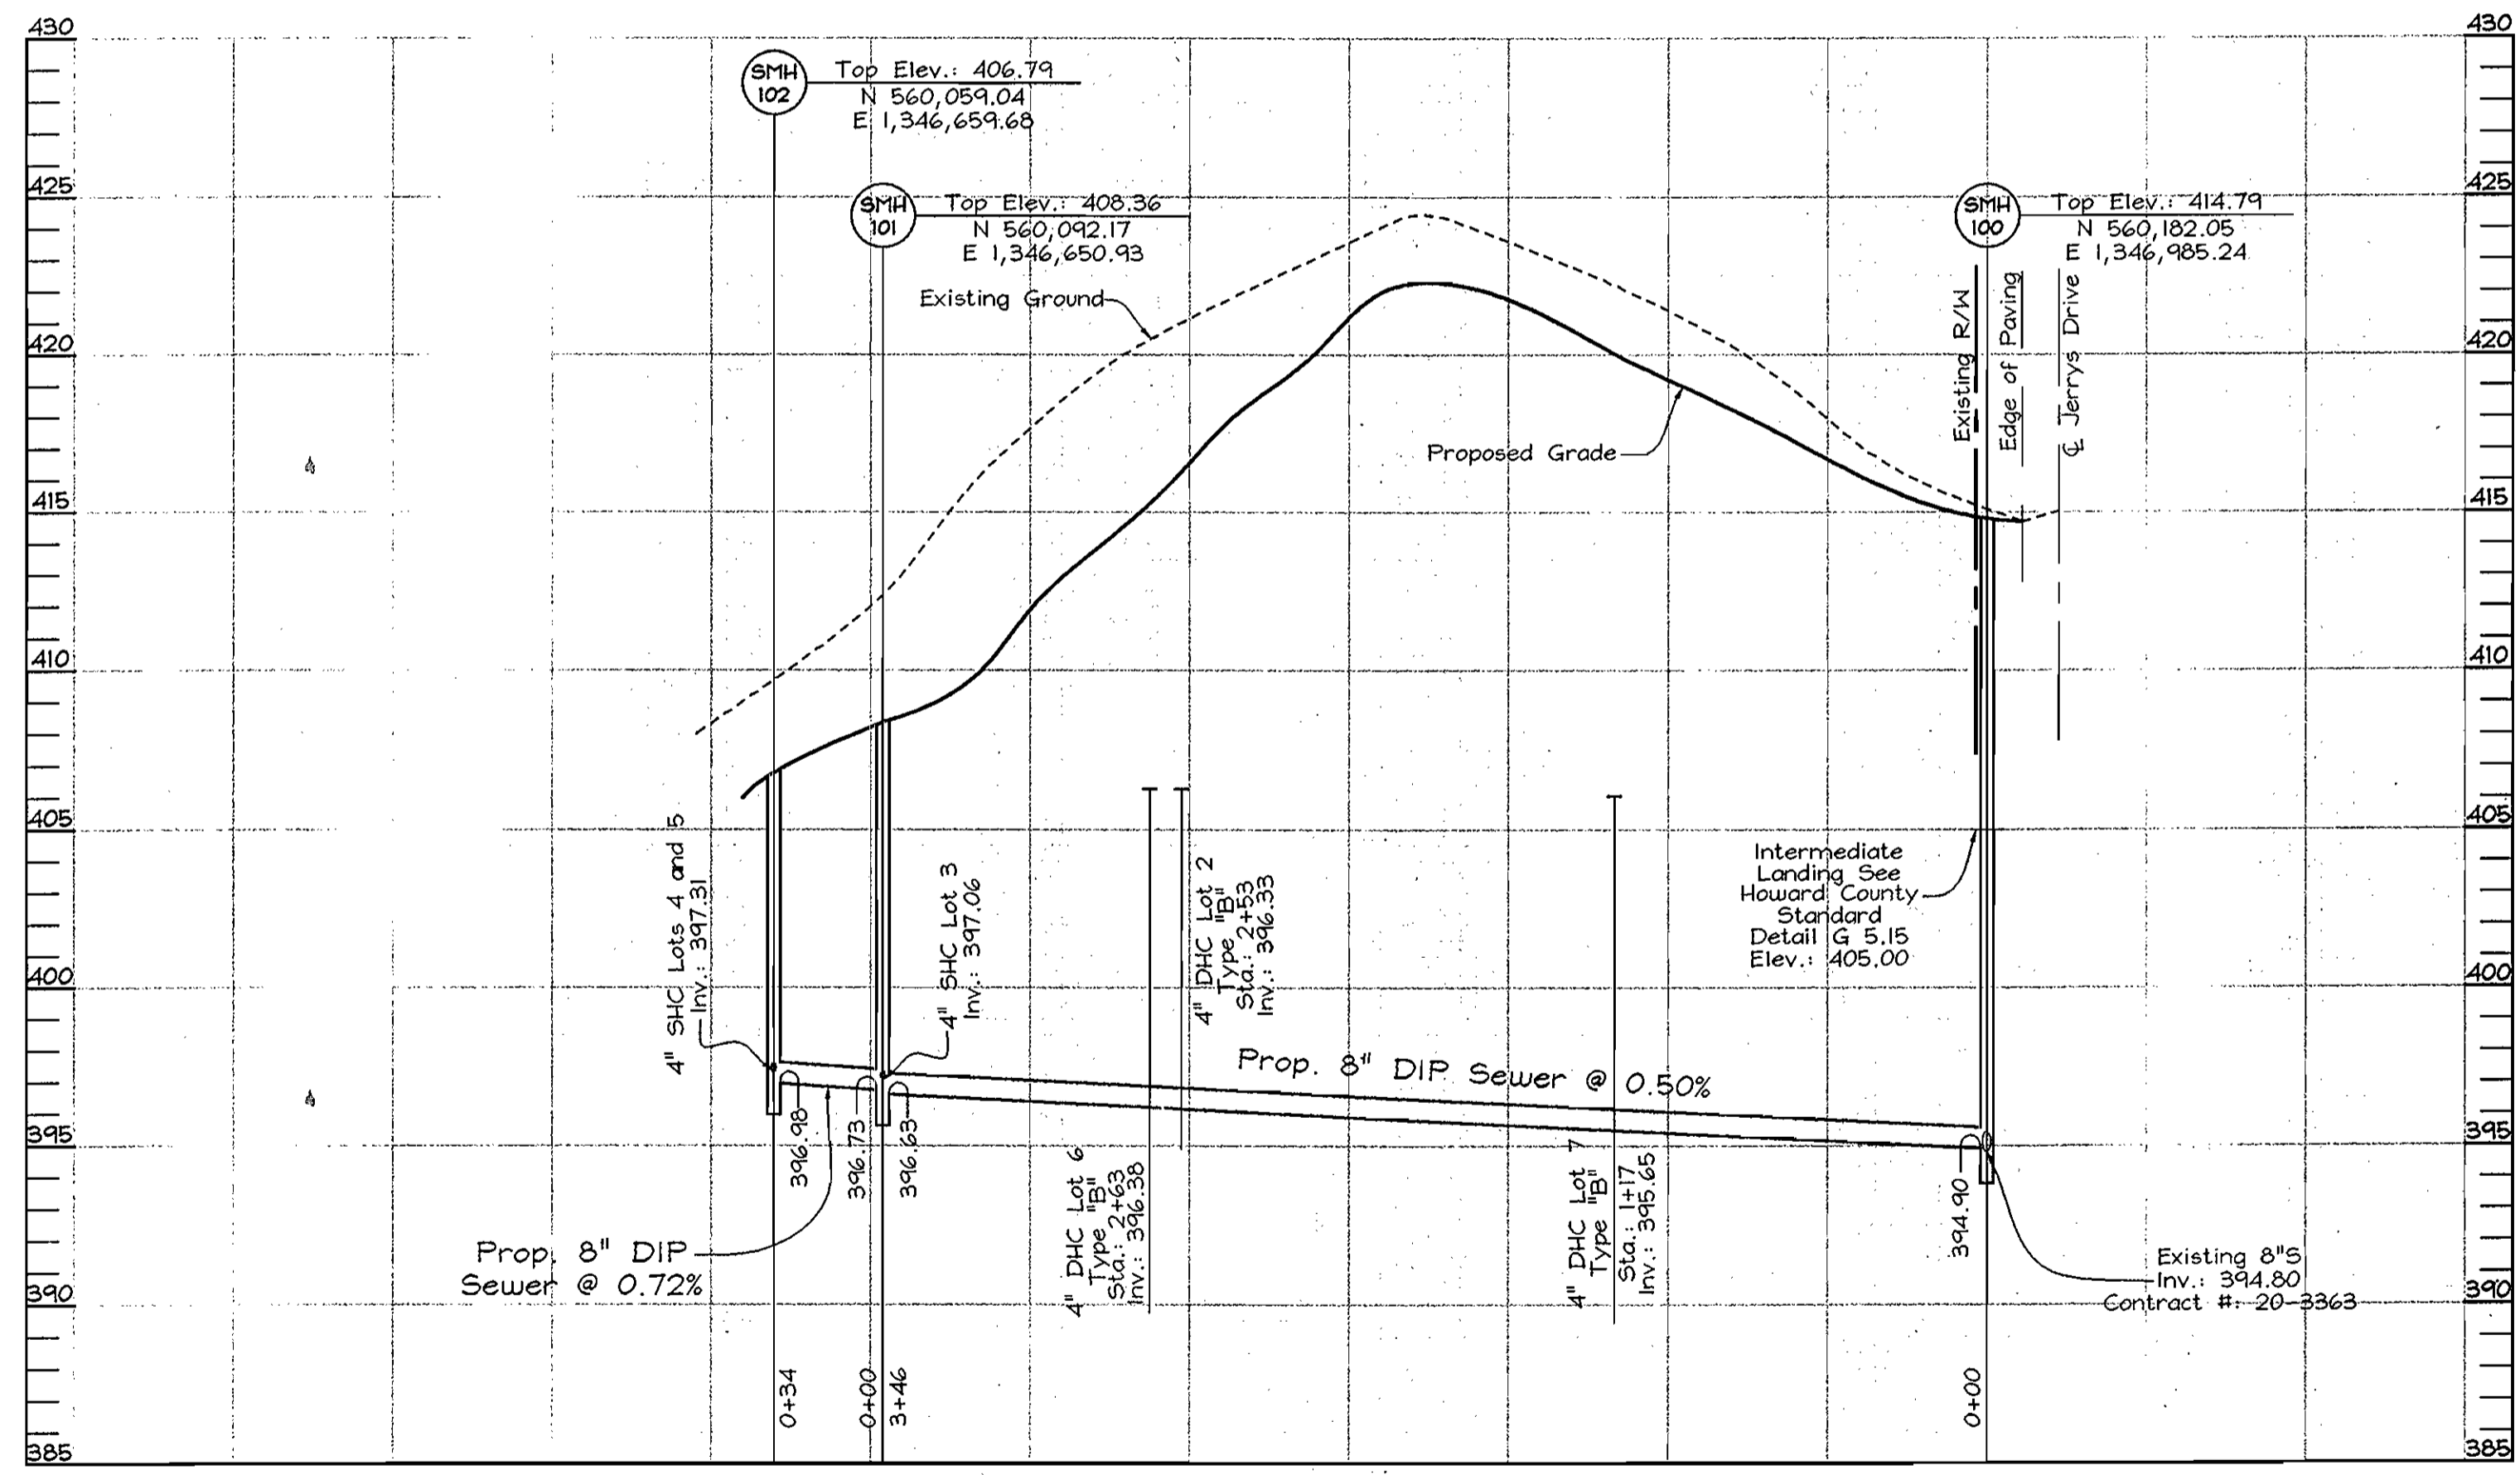 430
430
SMH
102
Top Elev.: 406.79
N 560,059.04
E 1,346,659.68
425
425
SMH
101
Top Elev.: 408.36
N 560,092.17
E 1,346,650.93
SMH
100
Top Elev.: 414.79
N 560,182.05
E 1,346,985.24
Existing Ground
Existing R/W
Edge of Paving
℄ Jerrys Drive
420
420
Proposed Grade
415
415
410
410
405
405
4" SHC Lots 4 and 5
Inv.: 397.31
4" SHC Lot 3
Inv.: 397.06
4" DHC Lot 2
Type "B"
Sta.: 2+53
Inv.: 396.33
Intermediate
Landing See
Howard County
Standard
Detail G 5.15
Elev.: 405.00
400
400
Prop. 8" DIP Sewer @ 0.50%
395
395
396.98
396.73
396.63
4" DHC Lot 6
Type "B"
Sta.: 2+63
Inv.: 396.38
4" DHC Lot 7
Type "B"
Sta.: 1+17
Inv.: 395.65
394.90
Prop. 8" DIP
Sewer @ 0.72%
Existing 8"S
Inv.: 394.80
Contract #: 20-3363
390
390
0+34
0+00
3+46
0+00
385
385